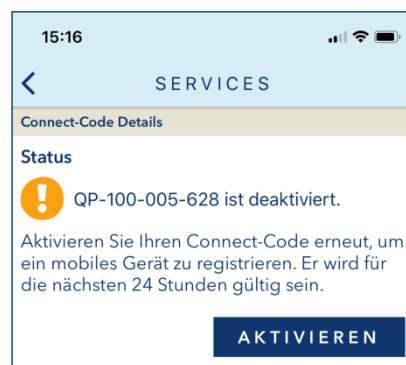 15:16
SERVICES
Connect-Code Details
Status
QP-100-005-628 ist deaktiviert.
Aktivieren Sie Ihren Connect-Code erneut, um
ein mobiles Gerät zu registrieren. Er wird für
die nächsten 24 Stunden gültig sein.
AKTIVIEREN